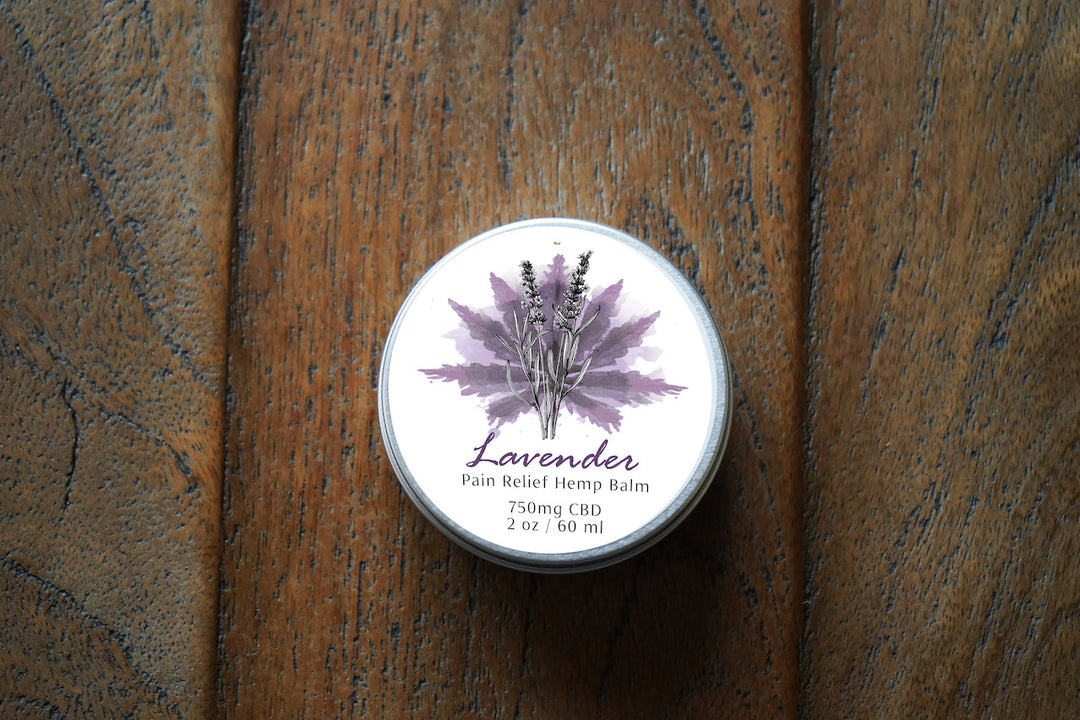 Lavender
Pain Relief Hemp Balm
750mg CBD
2 oz / 60 ml